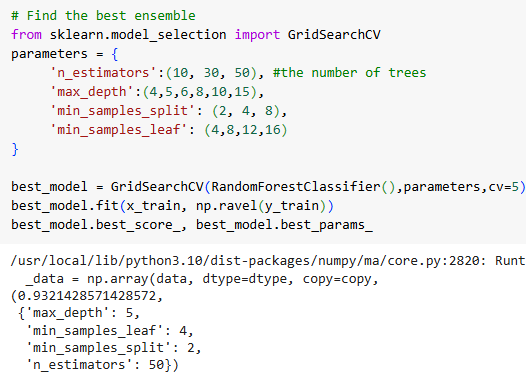 # Find the best ensemble
from sklearn.model_selection import GridSearchCV
parameters = {
     'n_estimators':(10, 30, 50), #the number of trees
     'max_depth':(4,5,6,8,10,15),
     'min_samples_split': (2, 4, 8),
     'min_samples_leaf': (4,8,12,16)
}

best_model = GridSearchCV(RandomForestClassifier(),parameters,cv=5)
best_model.fit(x_train, np.ravel(y_train))
best_model.best_score_, best_model.best_params_
/usr/local/lib/python3.10/dist-packages/numpy/ma/core.py:2820: Runt
  _data = np.array(data, dtype=dtype, copy=copy,
(0.9321428571428572,
 {'max_depth': 5,
  'min_samples_leaf': 4,
  'min_samples_split': 2,
  'n_estimators': 50})